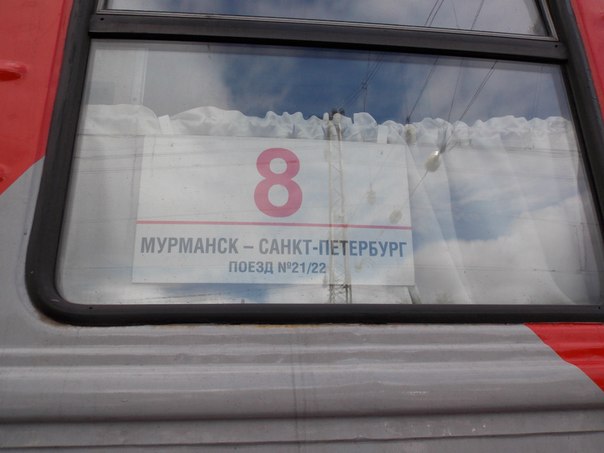 8
МУРМАНСК – САНКТ-ПЕТЕРБУРГ
ПОЕЗД №21/22